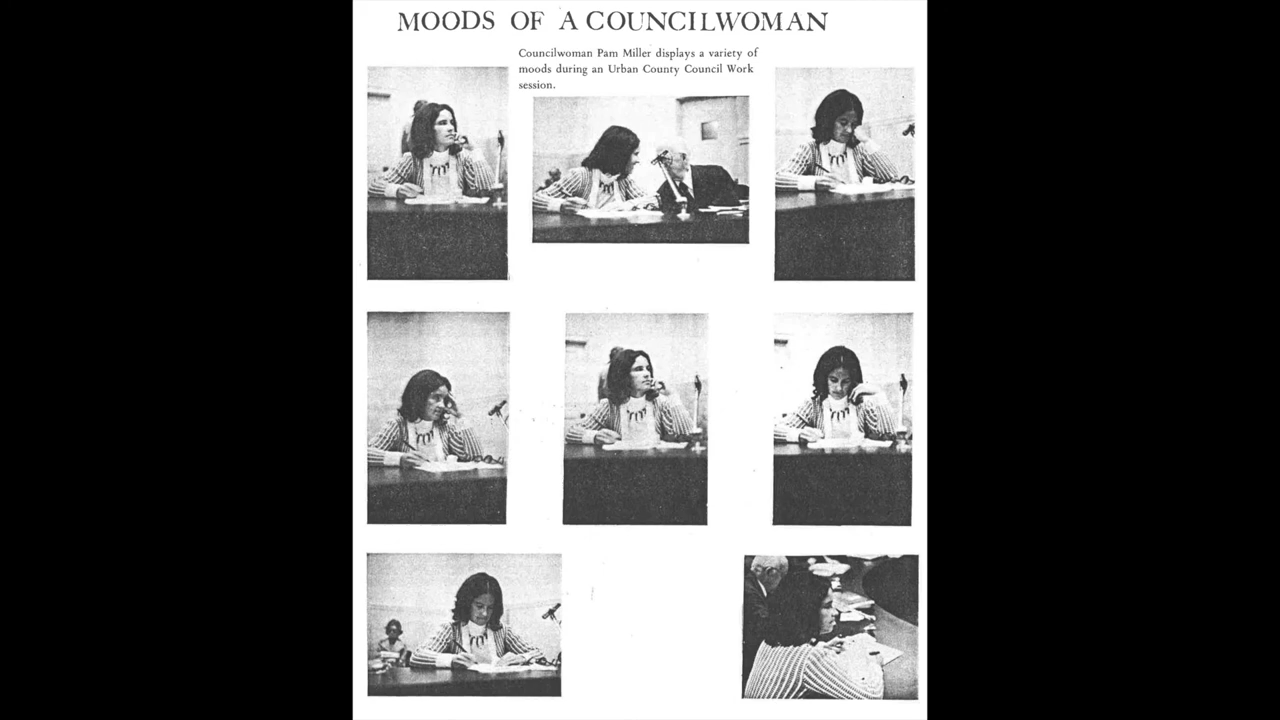 MOODS OF A COUNCILWOMAN
Councilwoman Pam Miller displays a variety of
moods during an Urban County Council Work
session.